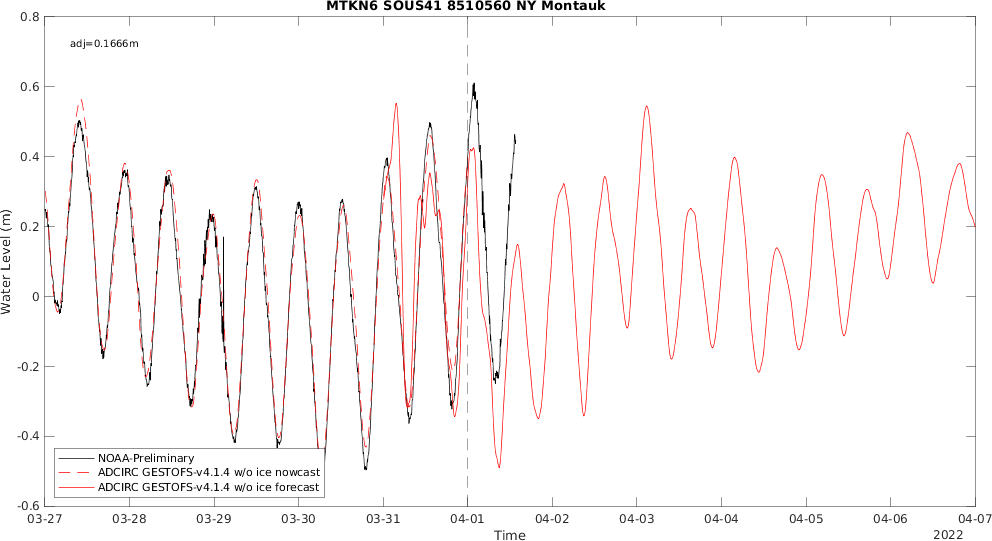 MTKN6 SOUS41 8510560 NY Montauk
adj=0.1666m
0.8
0.6
0.4
0.2
0
-0.2
-0.4
-0.6
Water Level (m)
NOAA-Preliminary
ADCIRC GESTOFS-v4.1.4 w/o ice nowcast
ADCIRC GESTOFS-v4.1.4 w/o ice forecast
03-27 03-28 03-29 03-30 03-31 04-01 04-02 04-03 04-04 04-05 04-06 04-07
Time
2022